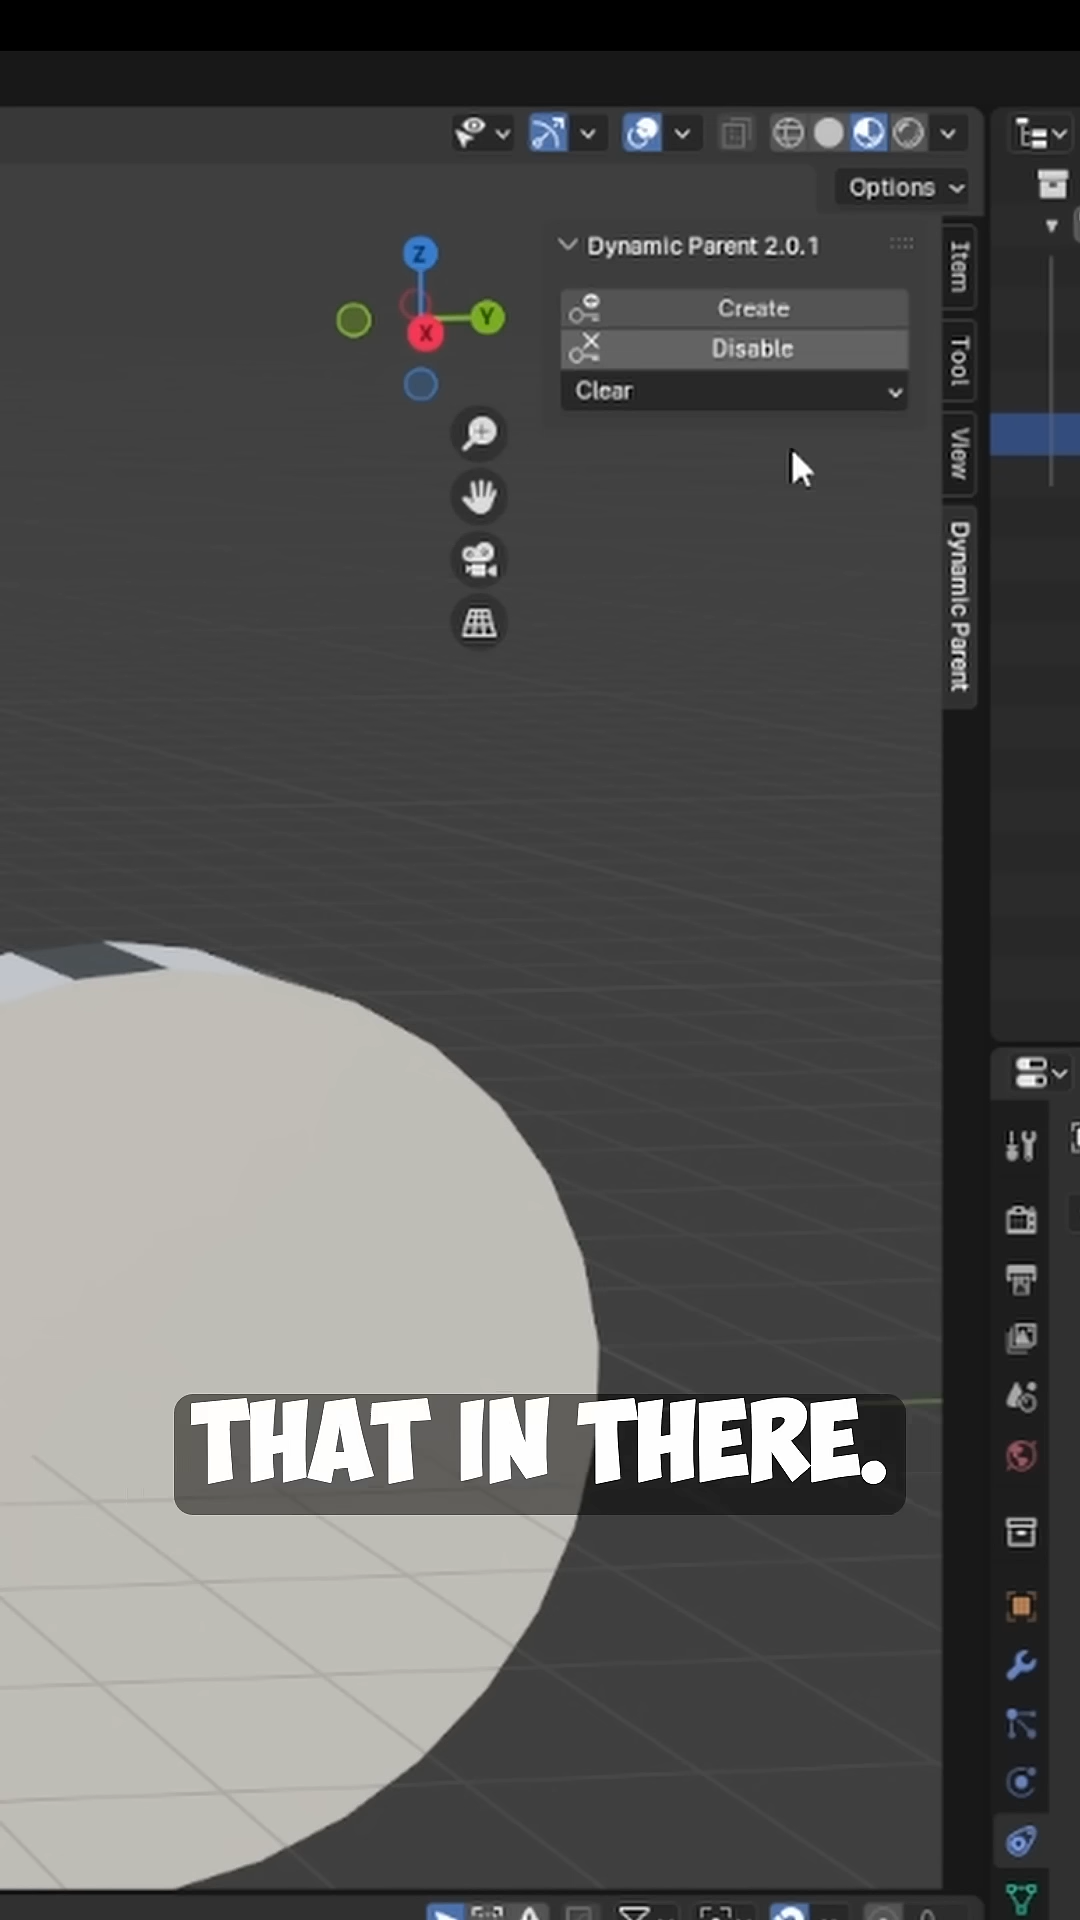 Options
Dynamic Parent 2.0.1
Create
Disable
Clear
Z
Y
X
Item
Tool
View
Dynamic Parent
THAT IN THERE.